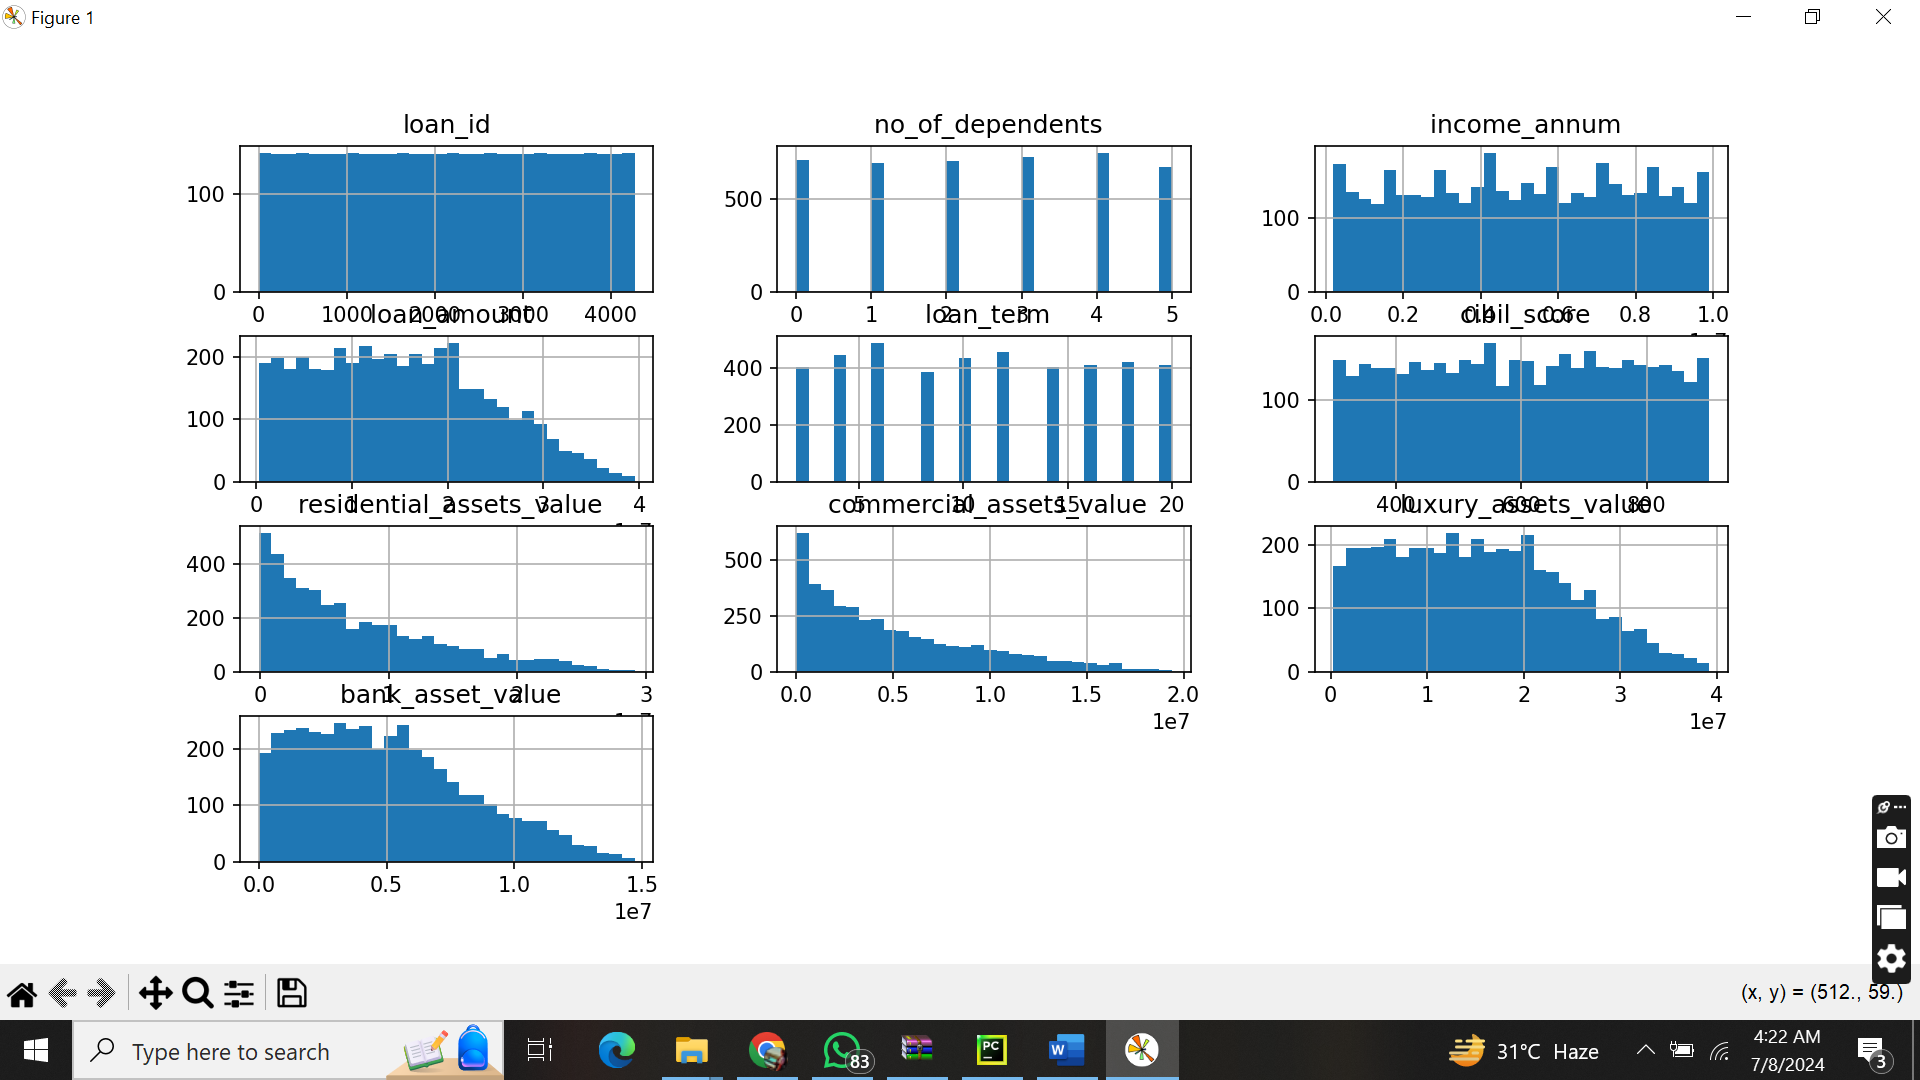 Figure 1
loan_id
no_of_dependents
income_annum
100
0
500
0
100
0
0 1000 2000 3000 4000
0 1 2 3 4 5
0.0 0.2 0.4 0.6 0.8 1.0
loan_amount
loan_term
cibil_score
200
100
0
400
200
0
100
0
0 1 2 3 4
5 10 15 20
400 600 800
residential_assets_value
commercial_assets_value
luxury_assets_value
400
200
0
500
250
0
200
100
0
0 1 2 3
0.0 0.5 1.0 1.5 2.0
1e7
0 1 2 3 4
1e7
bank_asset_value
200
100
0
0.0 0.5 1.0 1.5
1e7
(x, y) = (512., 59.)
Type here to search
83
PC
W
31°C Haze
4:22 AM
7/8/2024
3